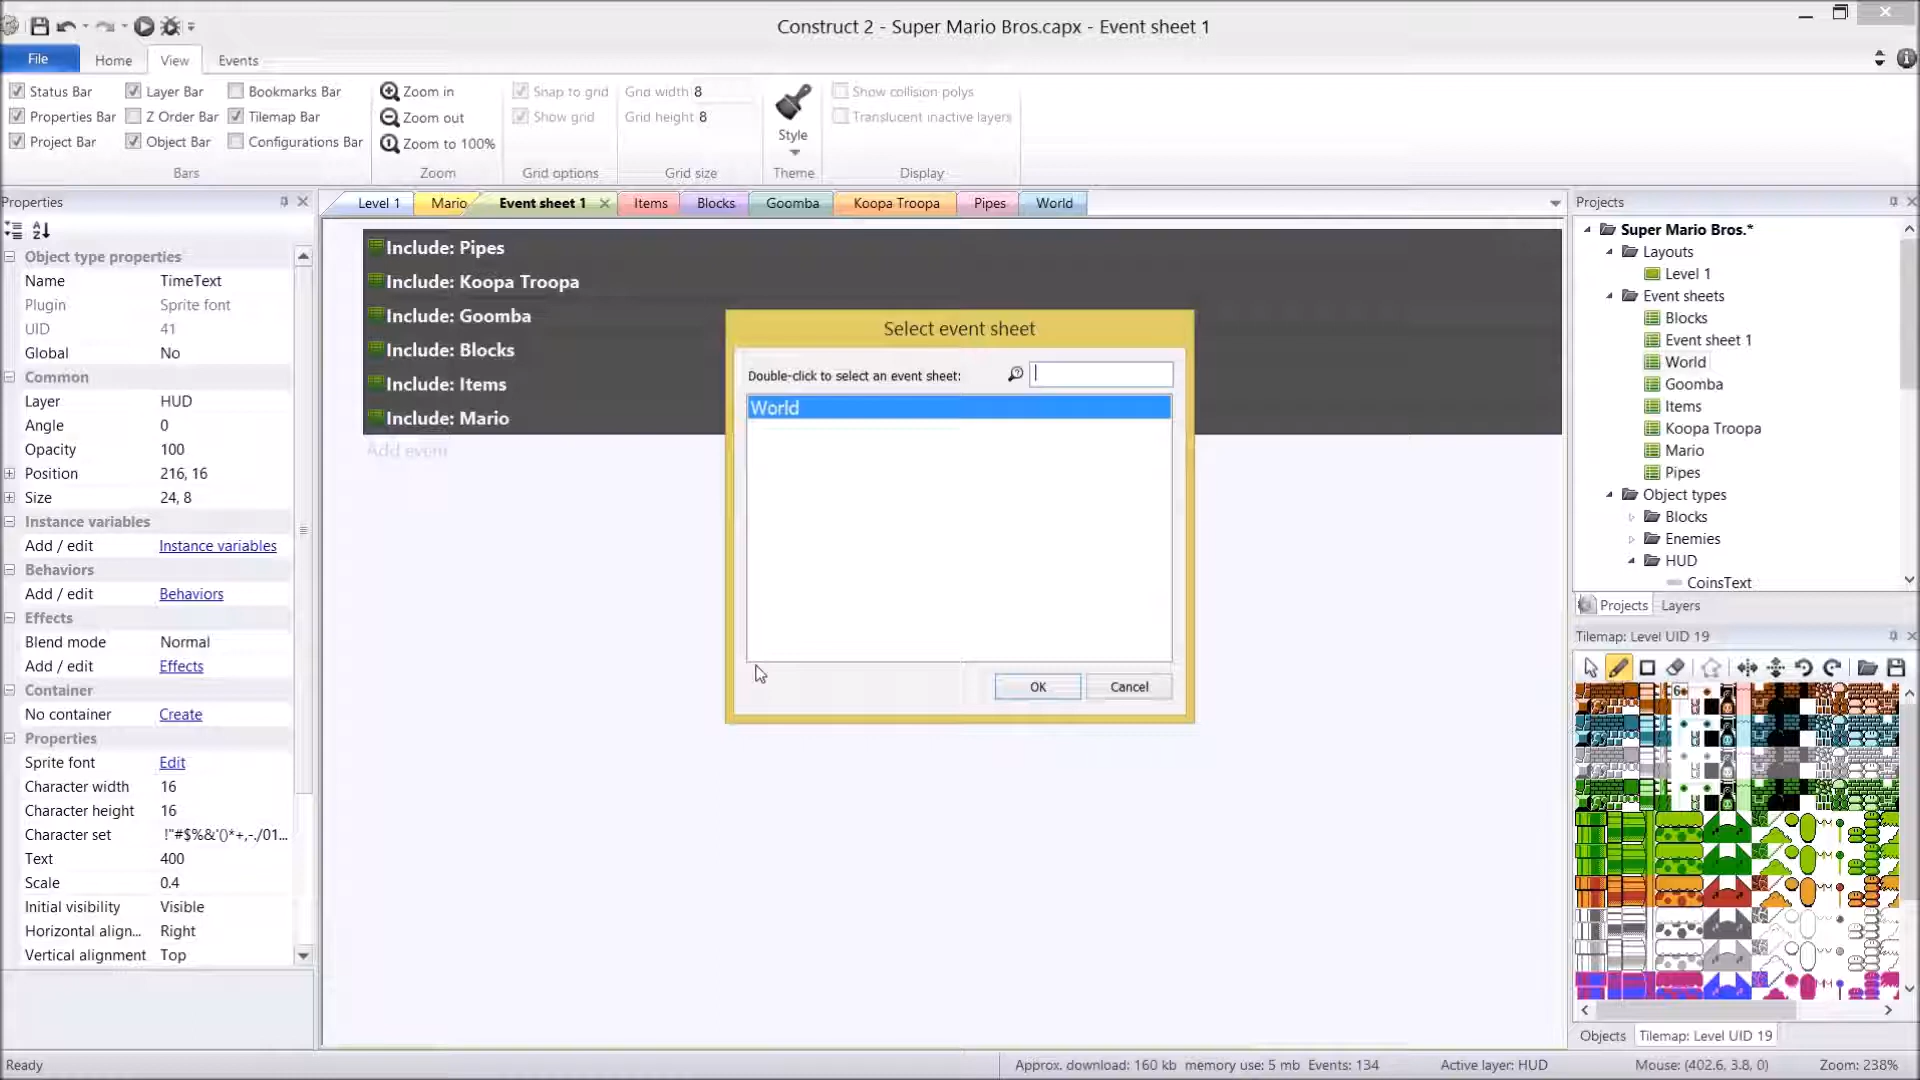 Construct 2 - Super Mario Bros.capx - Event sheet 1
File
Home
View
Events
Status Bar
Layer Bar
Bookmarks Bar
Properties Bar
Z Order Bar
Tilemap Bar
Project Bar
Object Bar
Configurations Bar
Bars
Zoom in
Zoom out
Zoom to 100%
Zoom
Snap to grid
Show grid
Grid options
Grid width 8
Grid height 8
Grid size
Style
Theme
Show collision polys
Translucent inactive layers
Display
Properties
Object type properties
Name TimeText
Plugin Sprite font
UID 41
Global No
Common
Layer HUD
Angle 0
Opacity 100
Position 216, 16
Size 24, 8
Instance variables
Add / edit Instance variables
Behaviors
Add / edit Behaviors
Effects
Blend mode Normal
Add / edit Effects
Container
No container Create
Properties
Sprite font Edit
Character width 16
Character height 16
Character set !"#$%&'()*+,-./01...
Text 400
Scale 0.4
Initial visibility Visible
Horizontal align... Right
Vertical alignment Top
Level 1
Mario
Event sheet 1
Items
Blocks
Goomba
Koopa Troopa
Pipes
World
Include: Pipes
Include: Koopa Troopa
Include: Goomba
Include: Blocks
Include: Items
Include: Mario
Add event
Select event sheet
Double-click to select an event sheet:
World
OK
Cancel
Projects
Super Mario Bros.*
Layouts
Level 1
Event sheets
Blocks
Event sheet 1
World
Goomba
Items
Koopa Troopa
Mario
Pipes
Object types
Blocks
Enemies
HUD
CoinsText
Projects
Layers
Tilemap: Level UID 19
Objects
Tilemap: Level UID 19
Ready
Approx. download: 160 kb memory use: 5 mb Events: 134
Active layer: HUD
Mouse: (402.6, 3.8, 0)
Zoom: 238%